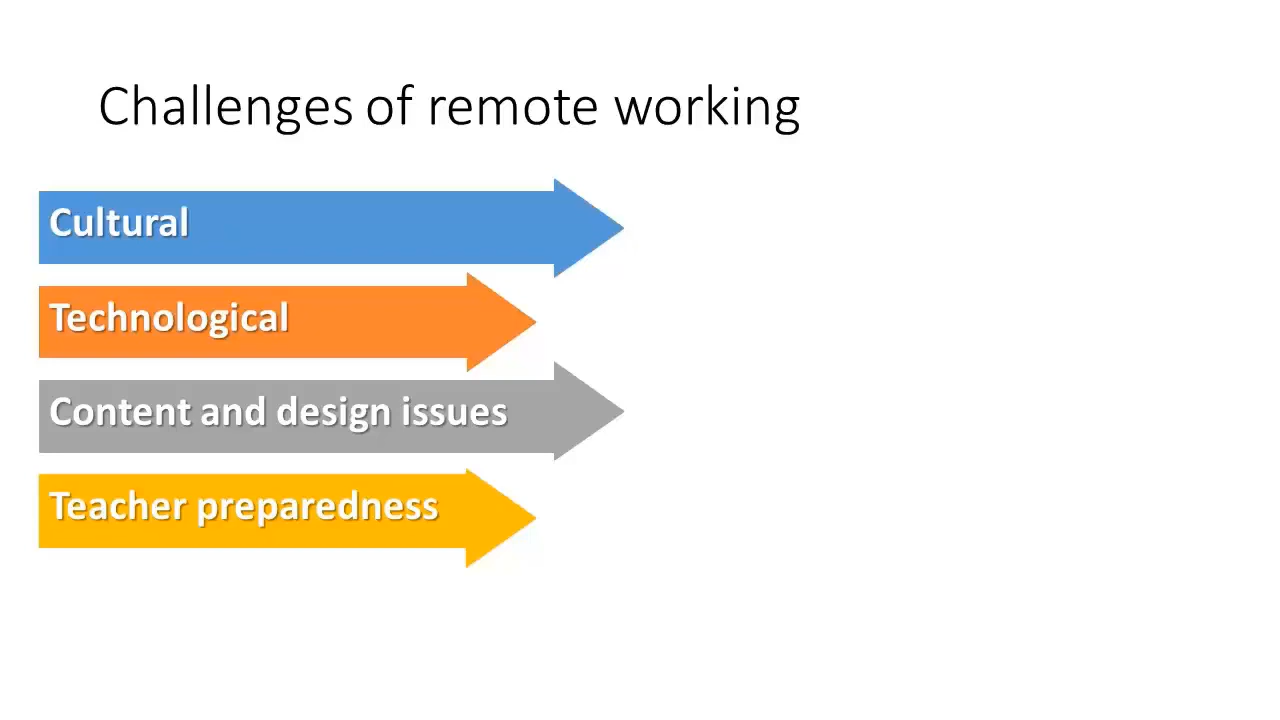 Challenges of remote working
Cultural
Technological
Content and design issues
Teacher preparedness